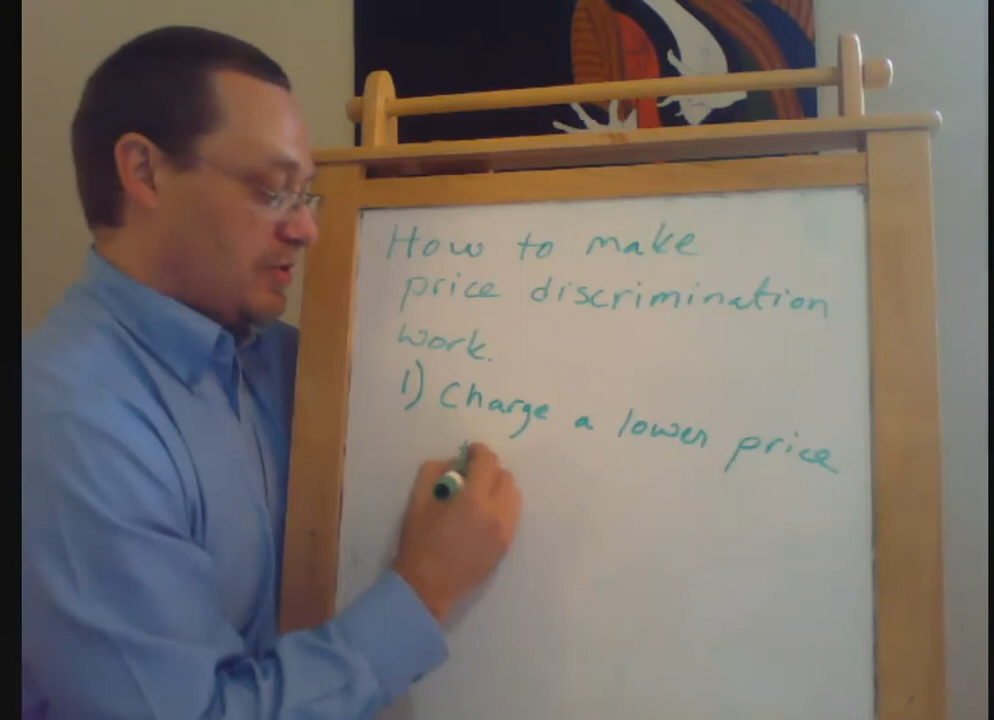 How to make
price discrimination
work.
1) Charge a lower price